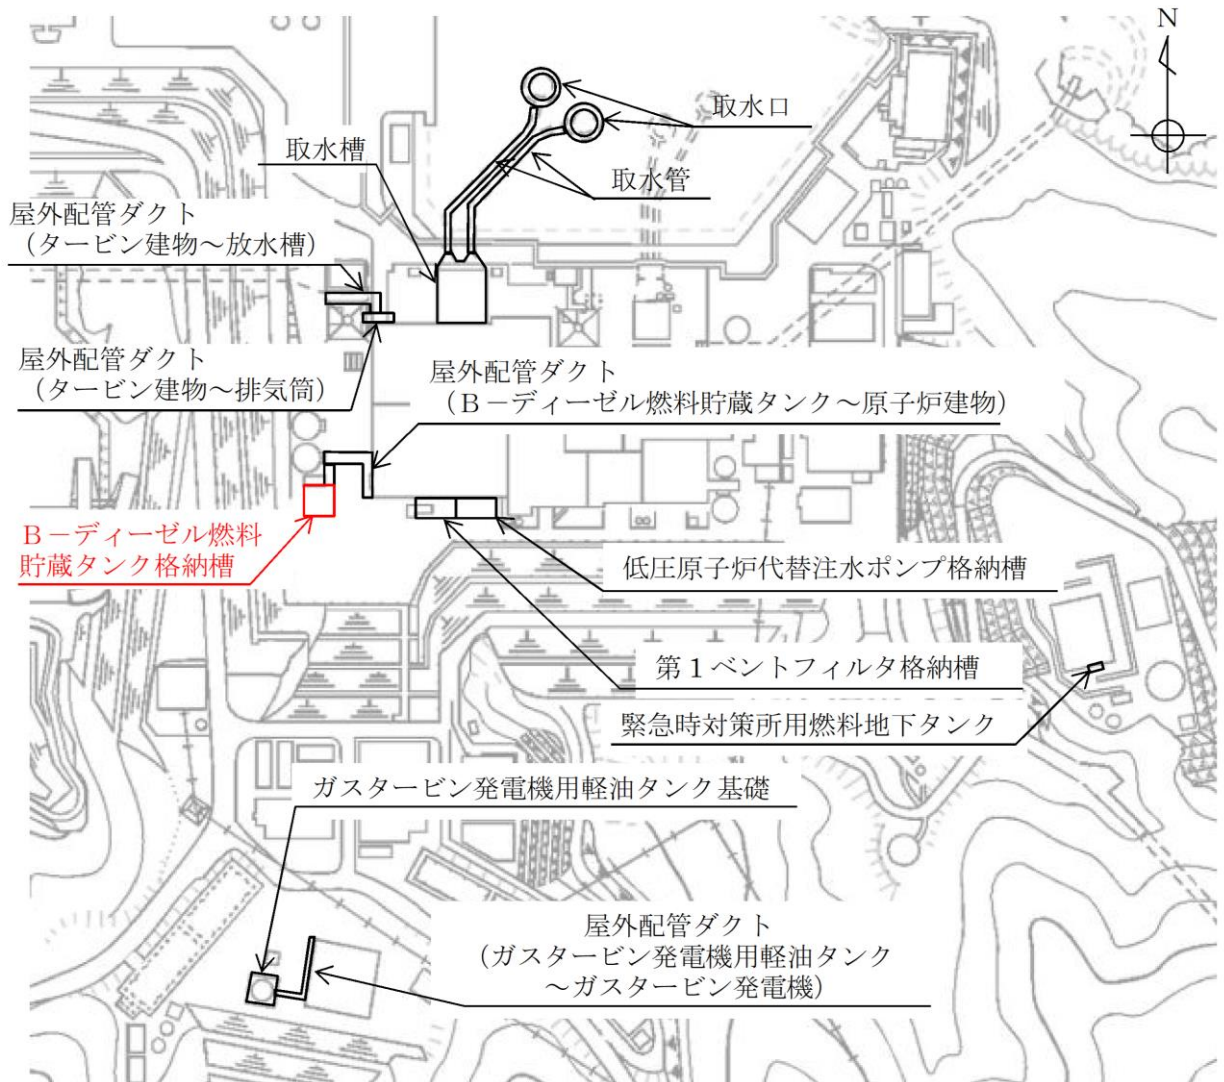 N
取水口
取水槽
取水管
屋外配管ダクト
（タービン建物～放水槽）
屋外配管ダクト
（タービン建物～排気筒）
屋外配管ダクト
（Ｂ－ディーゼル燃料貯蔵タンク～原子炉建物）
Ｂ－ディーゼル燃料
貯蔵タンク格納槽
低圧原子炉代替注水ポンプ格納槽
第１ベントフィルタ格納槽
緊急時対策所用燃料地下タンク
ガスタービン発電機用軽油タンク基礎
屋外配管ダクト
（ガスタービン発電機用軽油タンク
～ガスタービン発電機）